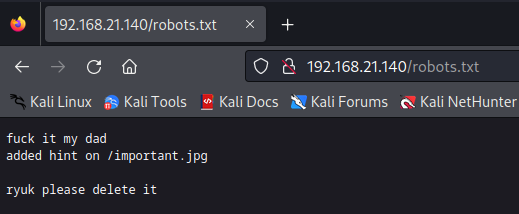 192.168.21.140/robots.txt
192.168.21.140/robots.txt
Kali Linux Kali Tools Kali Docs Kali Forums Kali NetHunter
fuck it my dad
added hint on /important.jpg
ryuk please delete it